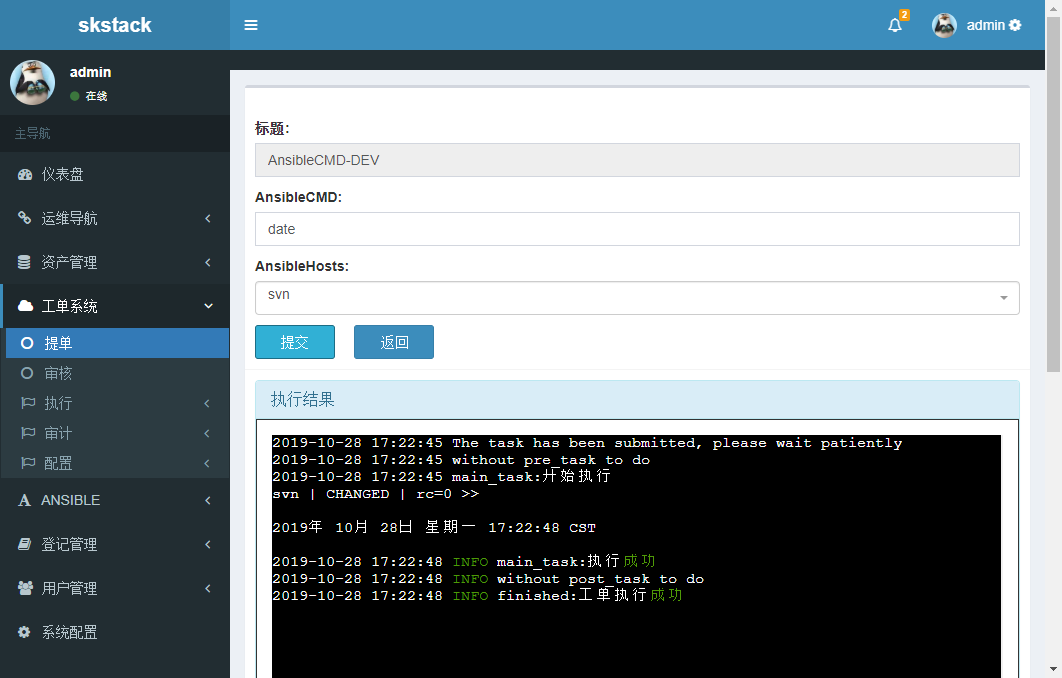 skstack
2
admin
admin
在线
主导航
仪表盘
运维导航
资产管理
工单系统
提单
审核
执行
审计
配置
ANSIBLE
登记管理
用户管理
系统配置
标题:
AnsibleCMD-DEV
AnsibleCMD:
date
AnsibleHosts:
svn
提交 返回
执行结果
2019-10-28 17:22:45 The task has been submitted, please wait patiently
2019-10-28 17:22:45 without pre_task to do
2019-10-28 17:22:45 main_task:开始执行
svn | CHANGED | rc=0 >>
2019年 10月 28日 星期一 17:22:48 CST
2019-10-28 17:22:48 INFO main_task:执行成功
2019-10-28 17:22:48 INFO without post_task to do
2019-10-28 17:22:48 INFO finished:工单执行成功